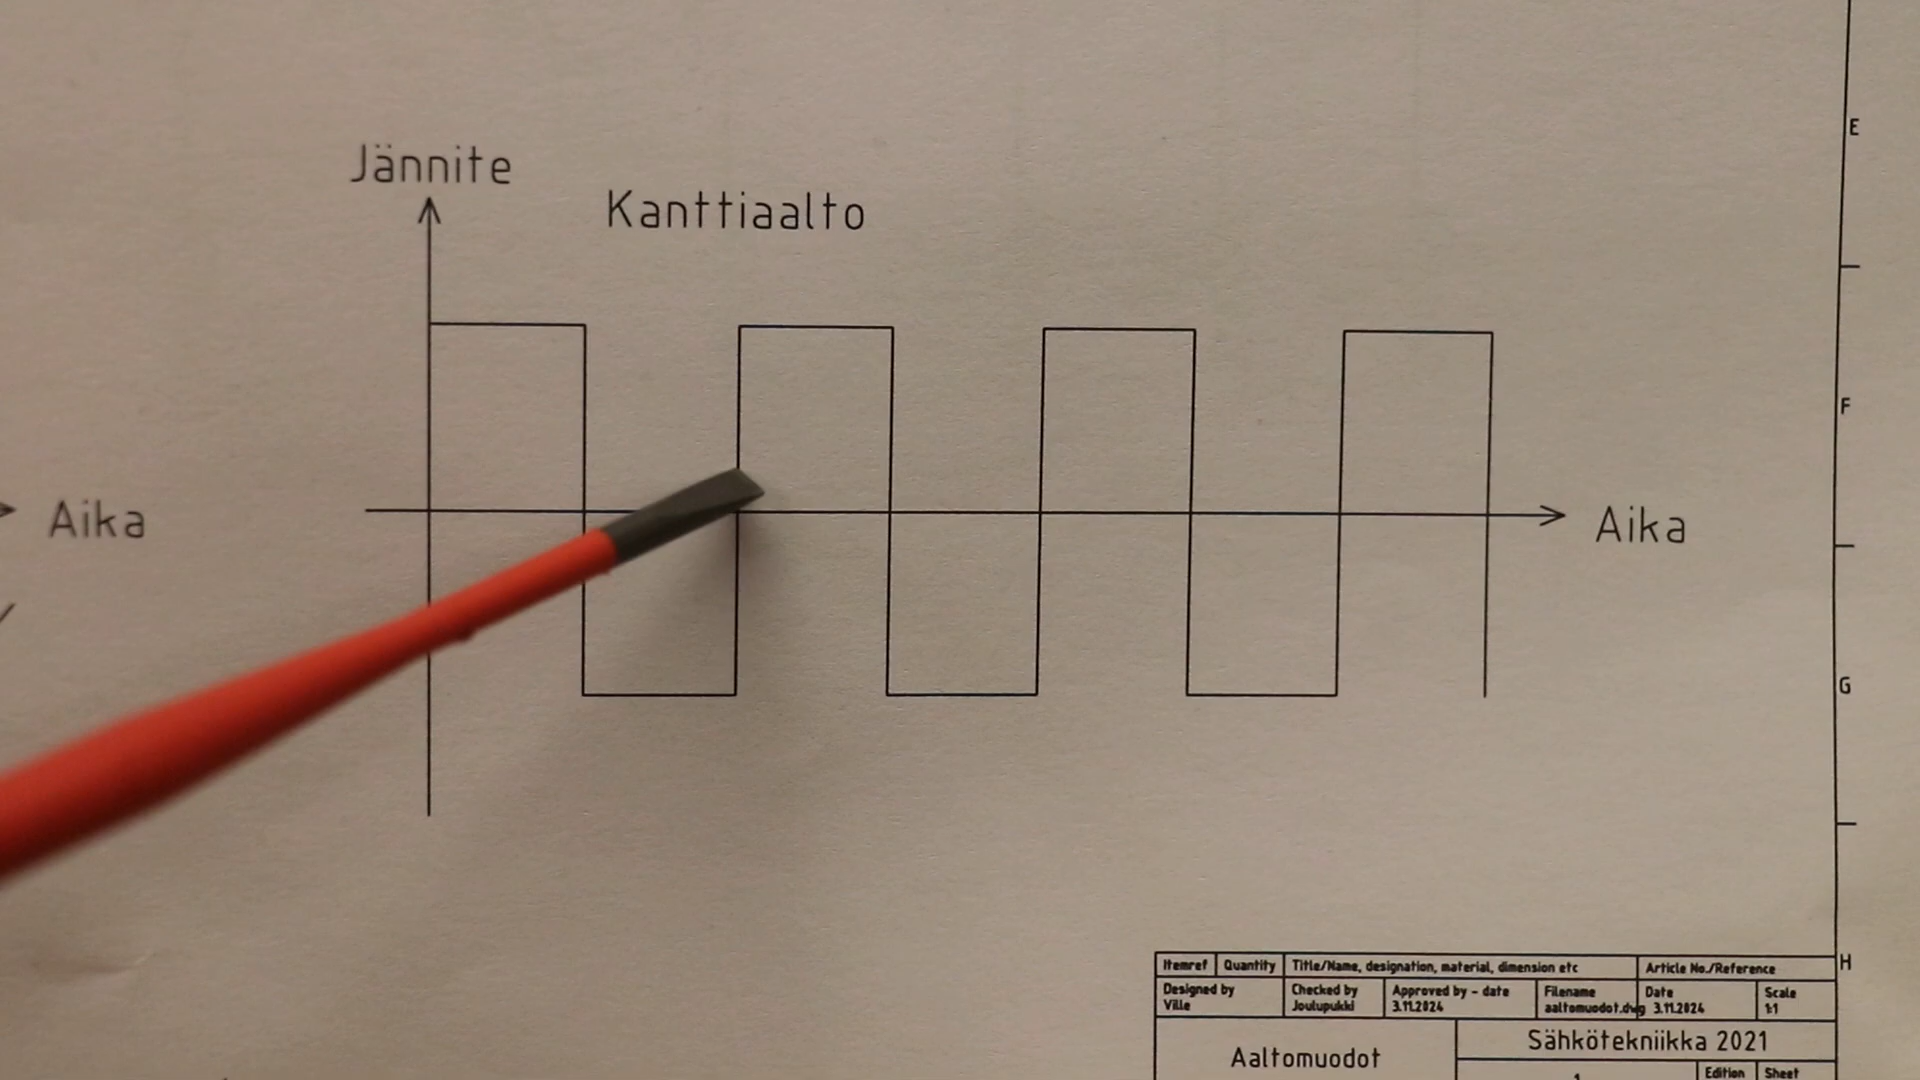 Jännite
Kanttiaalto
Aika
Aika
E
F
G
H
Itemref Quantity Title/Name, designation, material, dimension etc Article No./Reference
Designed by Checked by Approved by - date Filename Date Scale
Ville Joulupukki 3.11.2024 aaltomuodot.dwg 3.11.2024 1:1
Aaltomuodot
Sähkötekniikka 2021
Edition Sheet